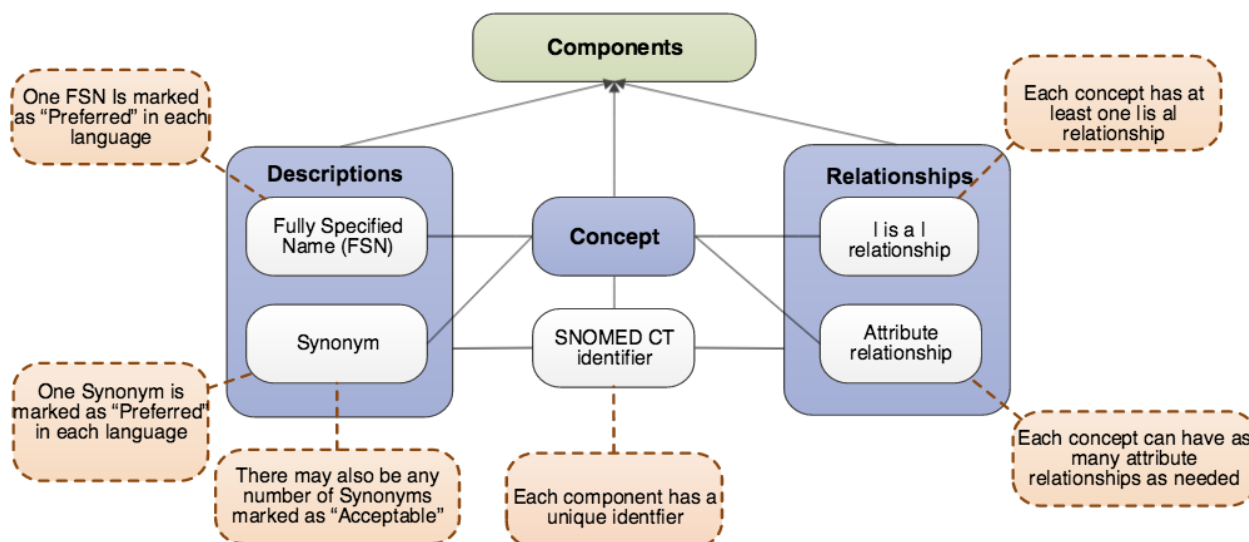 Components
One FSN Is marked
as “Preferred” in each
language
Each concept has at
least one lis al
relationship
Descriptions
Relationships
Fully Specified
Name (FSN)
Concept
l is a l
relationship
Synonym
SNOMED CT
identifier
Attribute
relationship
One Synonym is
marked as “Preferred”
in each language
There may also be any
number of Synonyms
marked as “Acceptable”
Each component has a
unique identfier
Each concept can have as
many attribute
relationships as needed